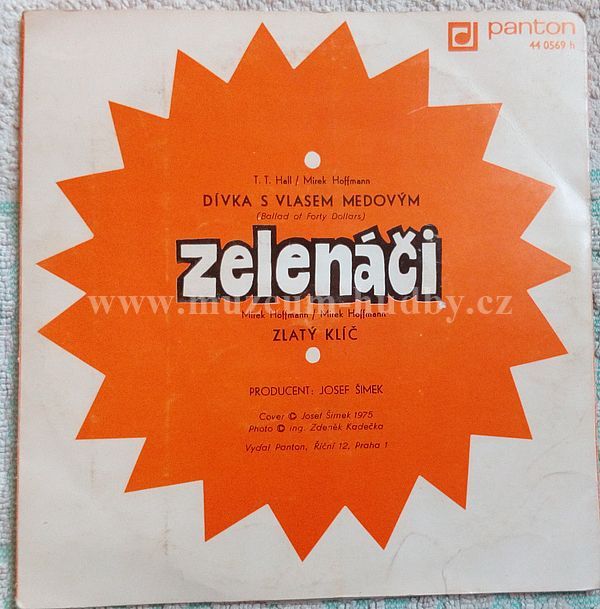 panton
44 0569 h
T. T. Hall / Mirek Hoffmann
DÍVKA S VLASEM MEDOVÝM
(Ballad of Forty Dollars)
zelenáči
www.muzeum-hudby.cz
Mirek Hoffmann / Mirek Hoffmann
ZLATÝ KLÍČ
PRODUCENT: JOSEF ŠIMEK
Cover © Josef Šimek 1975
Photo © ing. Zdeněk Kadečka
Vydal Panton, Říční 12, Praha 1